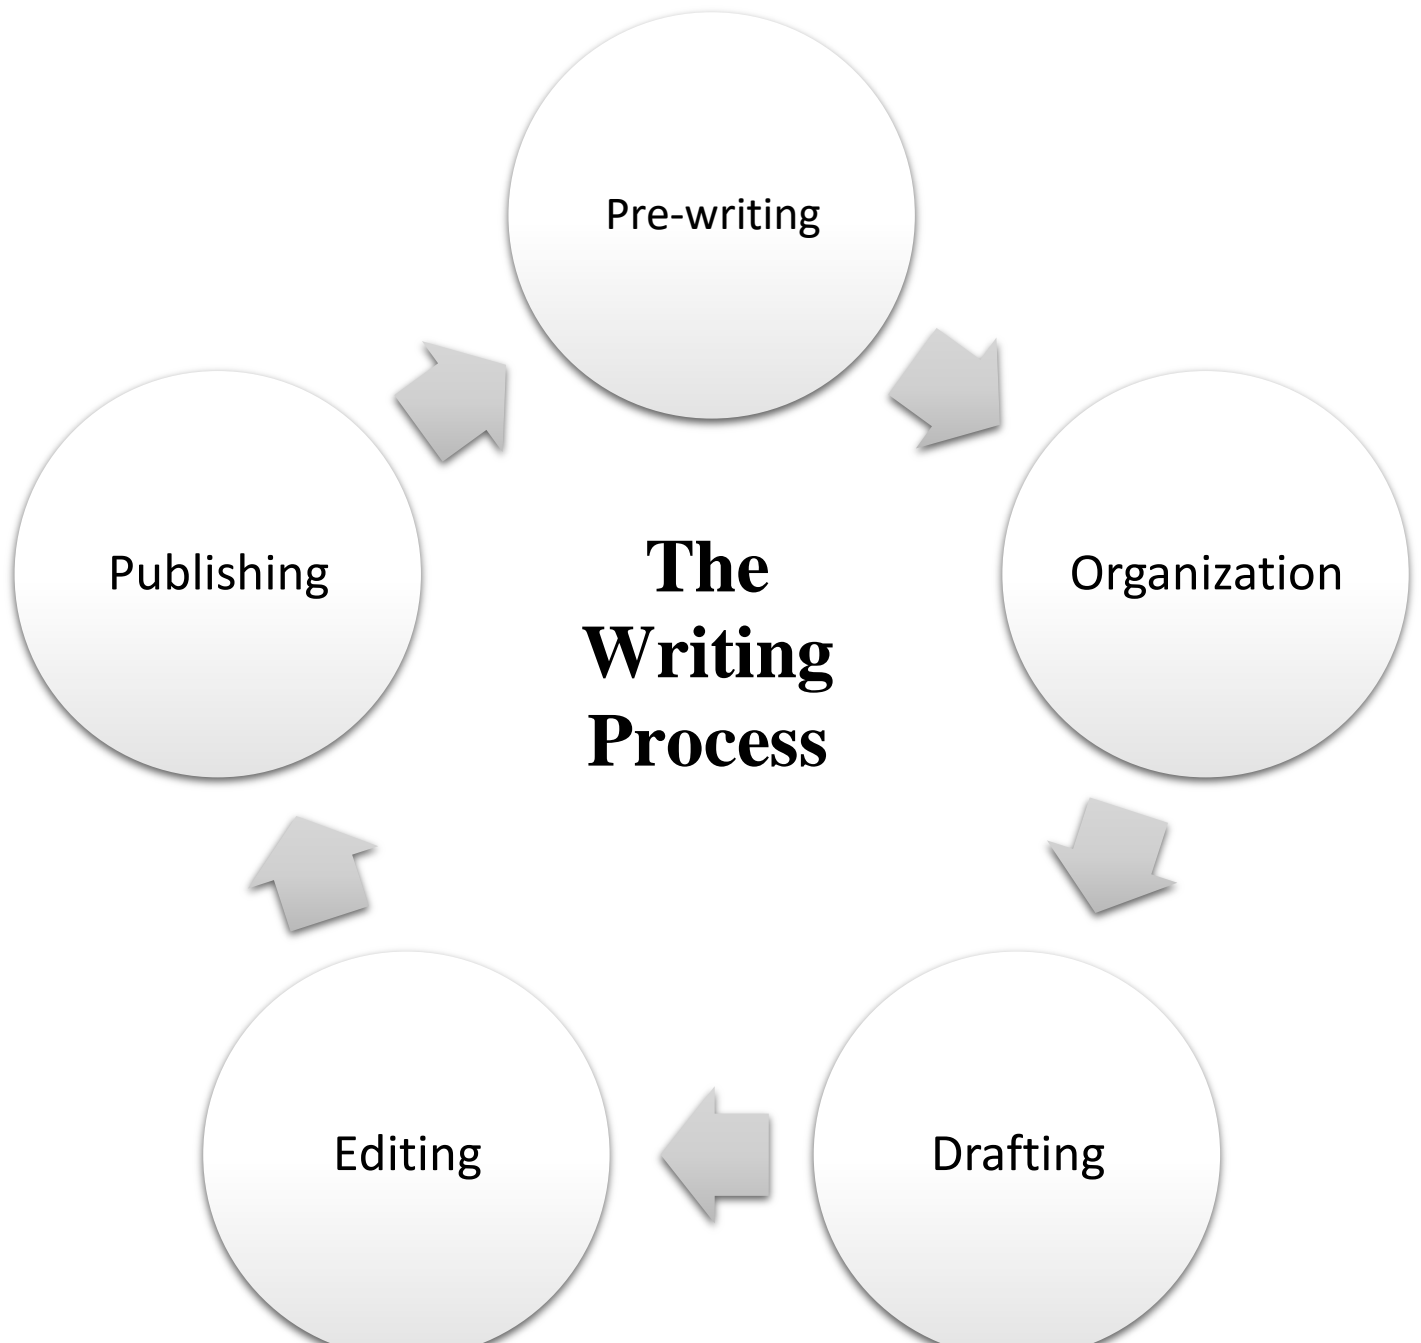 Pre-writing
Publishing
Organization
The
Writing
Process
Editing
Drafting